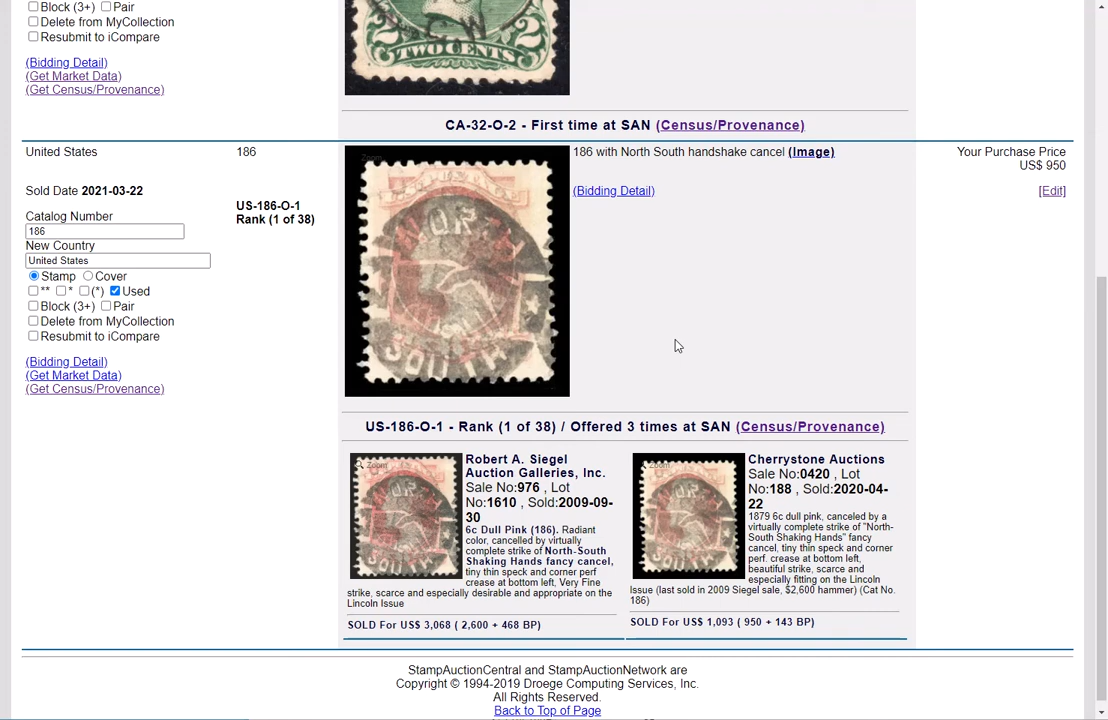 Block (3+) Pair
Delete from MyCollection
Resubmit to iCompare
(Bidding Detail)
(Get Market Data)
(Get Census/Provenance)
TWO CENTS
CA-32-O-2 - First time at SAN (Census/Provenance)
United States
186
186 with North South handshake cancel (Image)
Your Purchase Price
US$ 950
Sold Date 2021-03-22
(Bidding Detail)
[Edit]
US-186-O-1
Rank (1 of 38)
Catalog Number
186
New Country
United States
Stamp Cover
** * (*) Used
Block (3+) Pair
Delete from MyCollection
Resubmit to iCompare
(Bidding Detail)
(Get Market Data)
(Get Census/Provenance)
Zoom
SOUTH
US-186-O-1 - Rank (1 of 38) / Offered 3 times at SAN (Census/Provenance)
Zoom
Robert A. Siegel
Auction Galleries, Inc.
Sale No:976 , Lot
No:1610 , Sold:2009-09-
30
6c Dull Pink (186). Radiant
color, cancelled by virtually
complete strike of North-South
Shaking Hands fancy cancel,
tiny thin speck and corner perf
crease at bottom left, Very Fine
strike, scarce and especially desirable and appropriate on the
Lincoln Issue
SOLD For US$ 3,068 ( 2,600 + 468 BP)
Zoom
Cherrystone Auctions
Sale No:0420 , Lot
No:188 , Sold:2020-04-
22
1879 6c dull pink, canceled by a
virtually complete strike of "North-
South Shaking Hands" fancy
cancel, tiny thin speck and corner
perf. crease at bottom left,
beautiful strike, scarce and
especially fitting on the Lincoln
Issue (last sold in 2009 Siegel sale, $2,600 hammer) (Cat No.
186)
SOLD For US$ 1,093 ( 950 + 143 BP)
StampAuctionCentral and StampAuctionNetwork are
Copyright © 1994-2019 Droege Computing Services, Inc.
All Rights Reserved.
Back to Top of Page